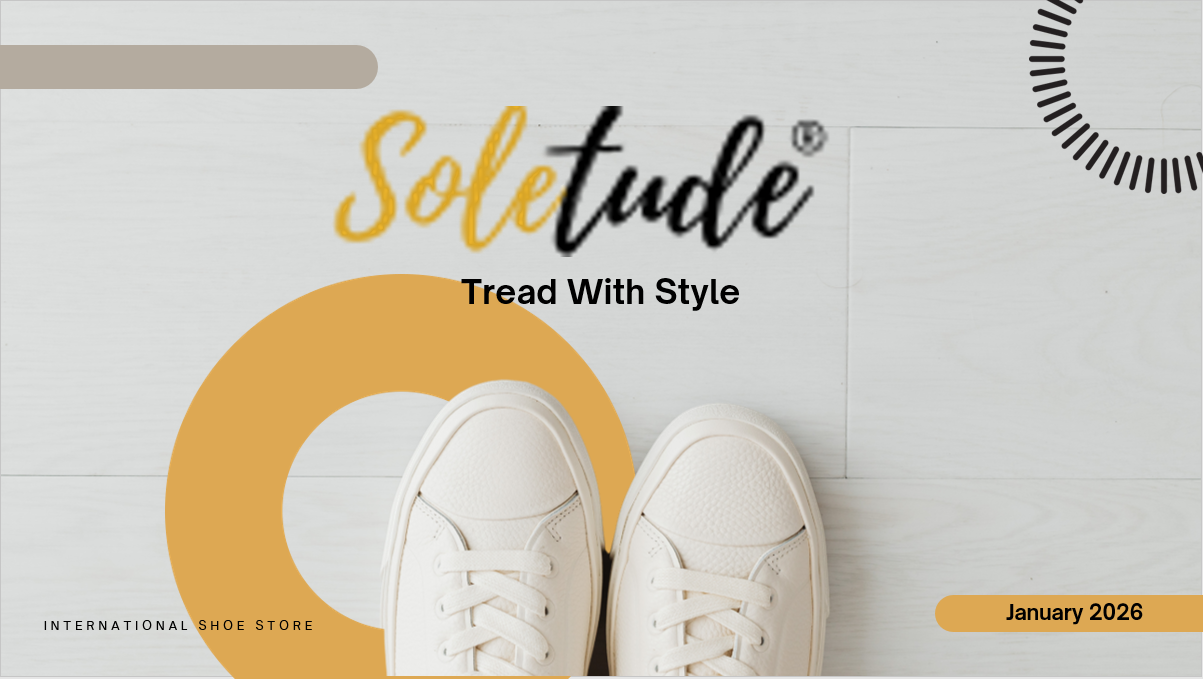 Soletude®
Tread With Style
INTERNATIONAL SHOE STORE
January 2026